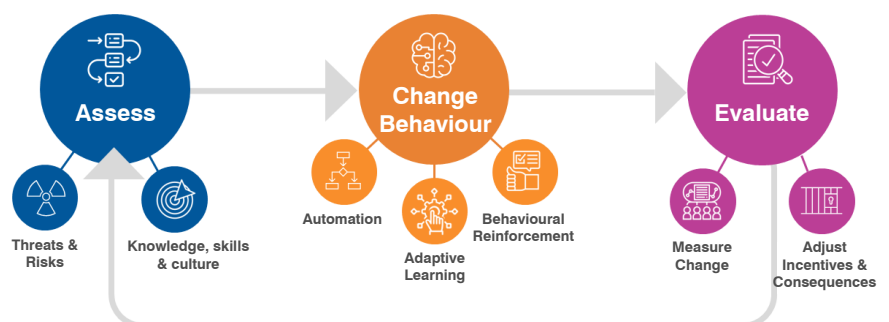 Assess
Threats &
Risks
Knowledge, skills
& culture
Change
Behaviour
Automation
Adaptive
Learning
Behavioural
Reinforcement
Evaluate
Measure
Change
Adjust
Incentives &
Consequences